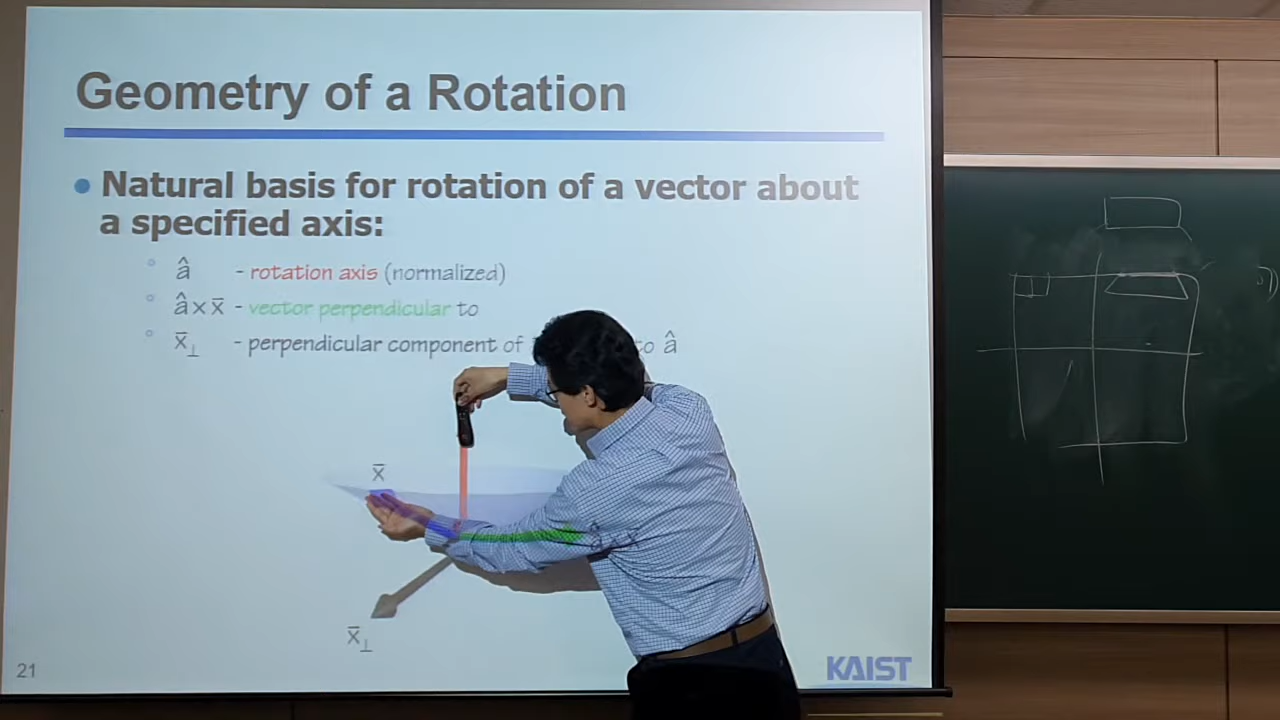 Geometry of a Rotation
Natural basis for rotation of a vector about
a specified axis:
â - rotation axis (normalized)
â x x̄ - vector perpendicular to
x̄⊥ - perpendicular component of to â
x̄
x̄⊥
21
KAIST